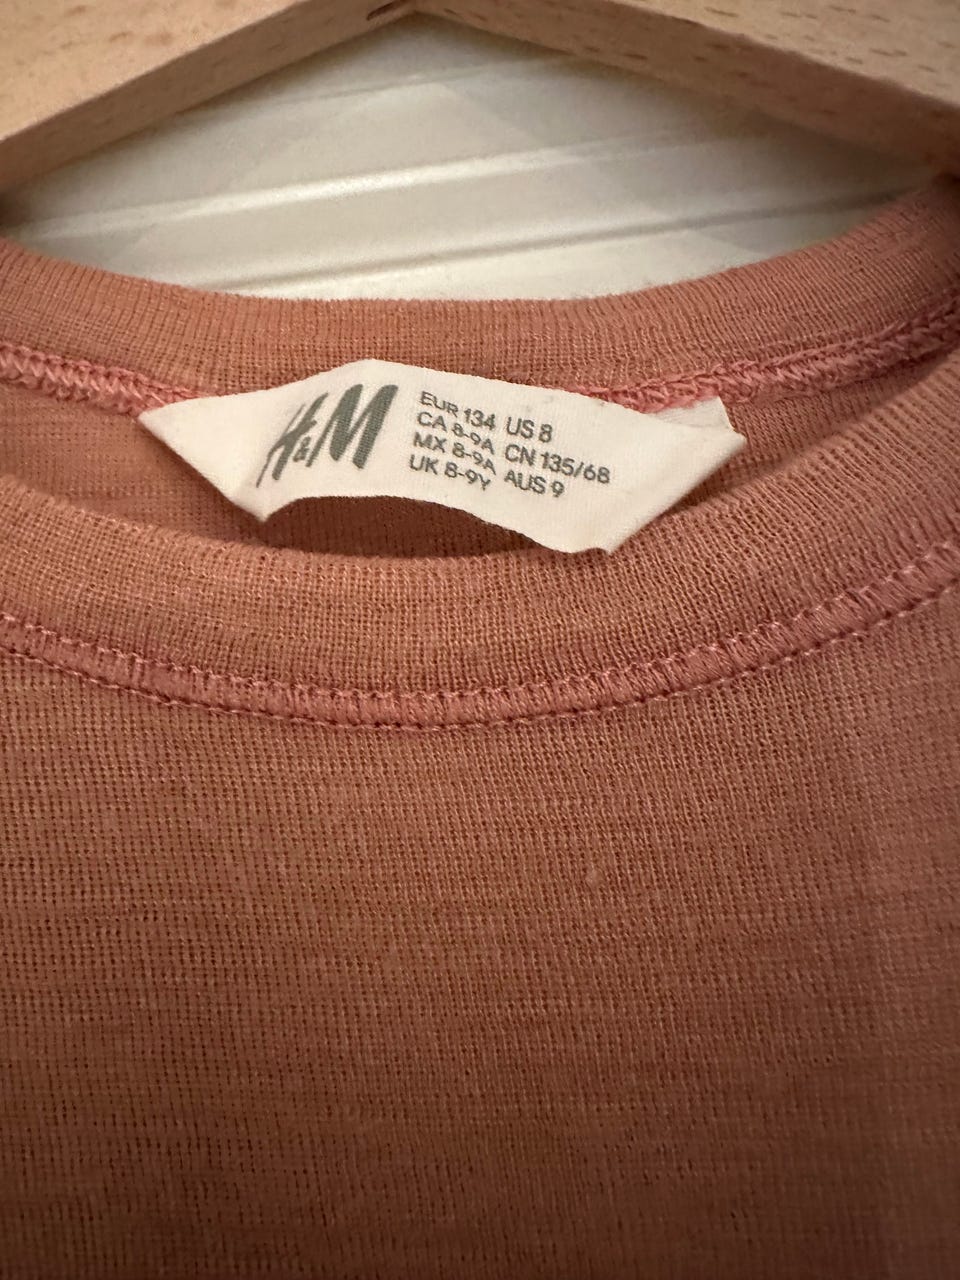 H&M
EUR 134 US 8
CA 8-9A CN 135/68
MX 8-9A AUS 9
UK 8-9Y